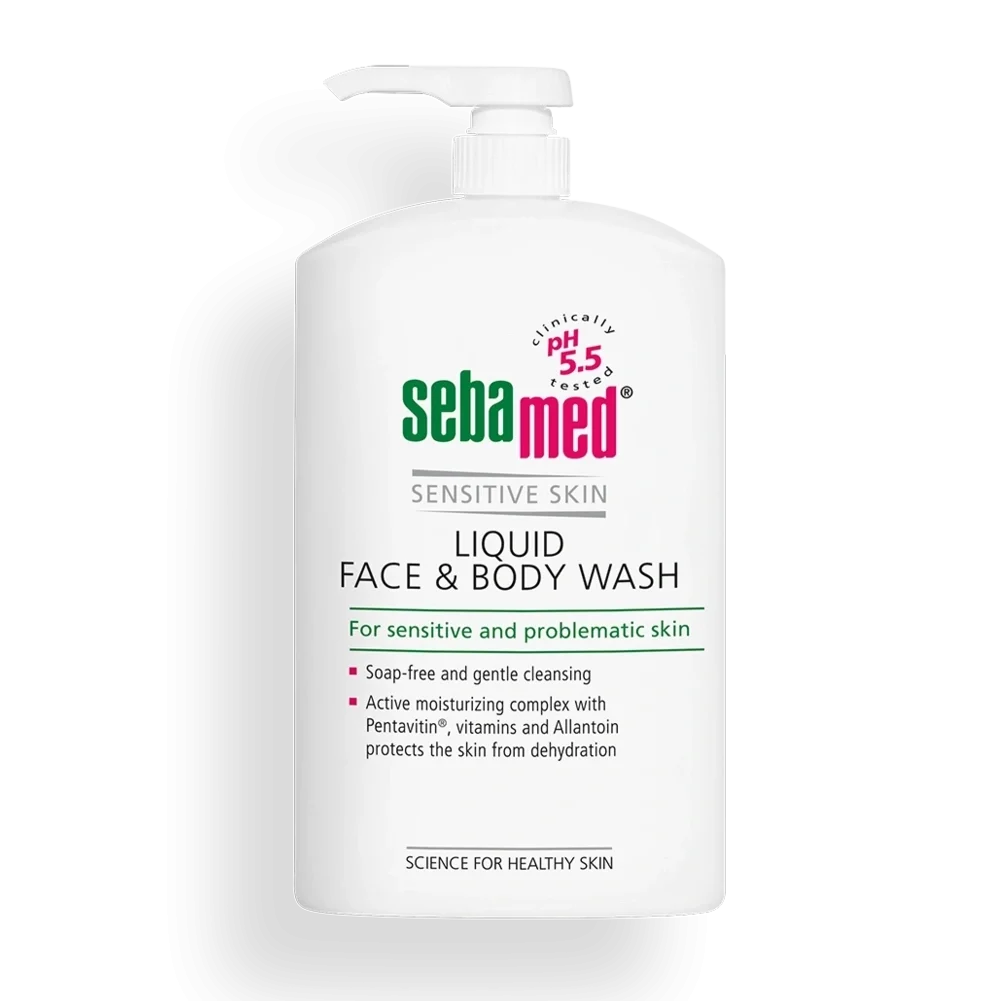 clinically
pH
5.5
tested
sebamed®
SENSITIVE SKIN
LIQUID
FACE & BODY WASH
For sensitive and problematic skin
Soap-free and gentle cleansing
Active moisturizing complex with
Pentavitin®, vitamins and Allantoin
protects the skin from dehydration
SCIENCE FOR HEALTHY SKIN